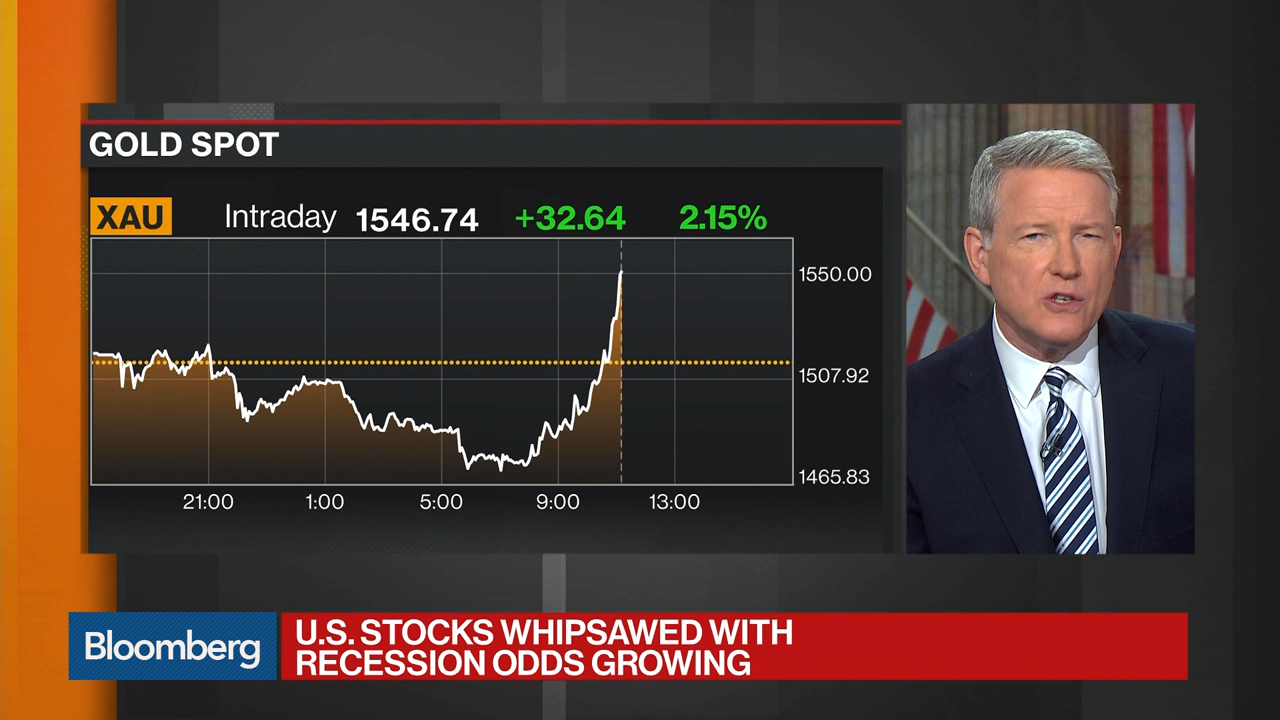 GOLD SPOT
XAU Intraday 1546.74 +32.64 2.15%
1550.00
1507.92
1465.83
21:00 1:00 5:00 9:00 13:00
Bloomberg
U.S. STOCKS WHIPSAWED WITH
RECESSION ODDS GROWING